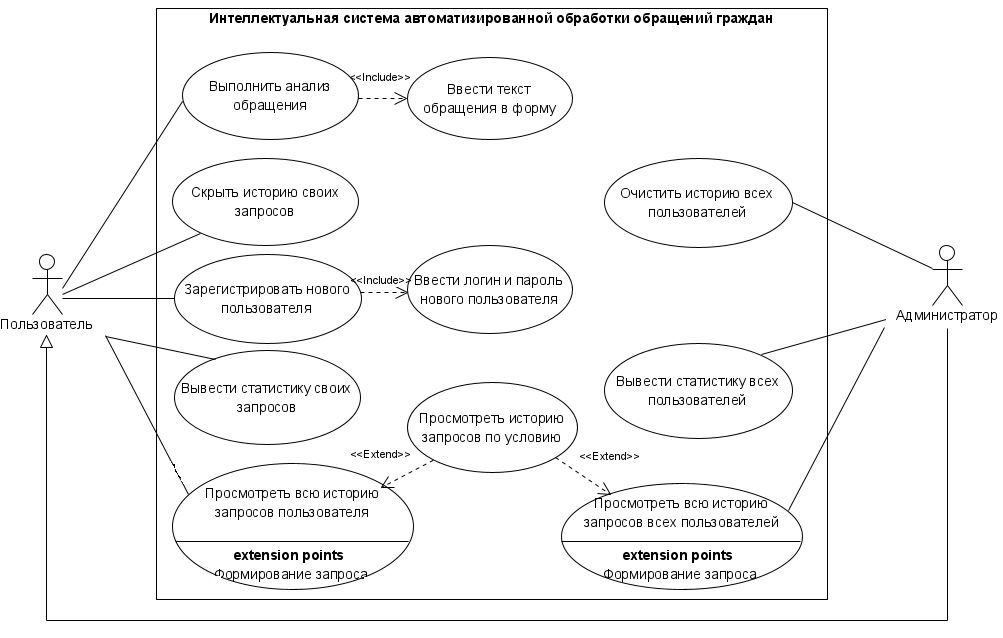 Интеллектуальная система автоматизированной обработки обращений граждан
Выполнить анализ
обращения
<<Include>>
Ввести текст
обращения в форму
Скрыть историю своих
запросов
Очистить историю всех
пользователей
Зарегистрировать нового
пользователя
<<Include>>
Ввести логин и пароль
нового пользователя
Пользователь
Администратор
Вывести статистику своих
запросов
Вывести статистику всех
пользователей
Просмотреть историю
запросов по условию
<<Extend>>
<<Extend>>
Просмотреть всю историю
запросов пользователя
extension points
Формирование запроса
Просмотреть всю историю
запросов всех пользователей
extension points
Формирование запроса